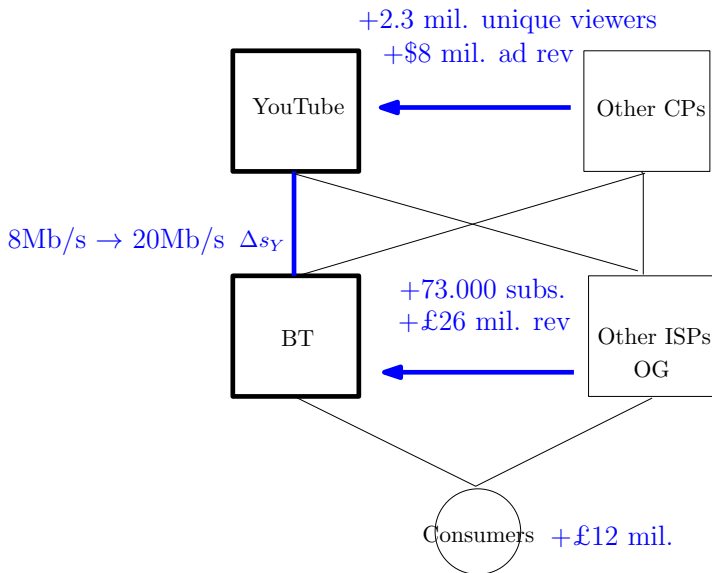 +2.3 mil. unique viewers
+$8 mil. ad rev
YouTube
Other CPs
8Mb/s → 20Mb/s Δs_Y
+73.000 subs.
+£26 mil. rev
BT
Other ISPs
OG
Consumers
+£12 mil.